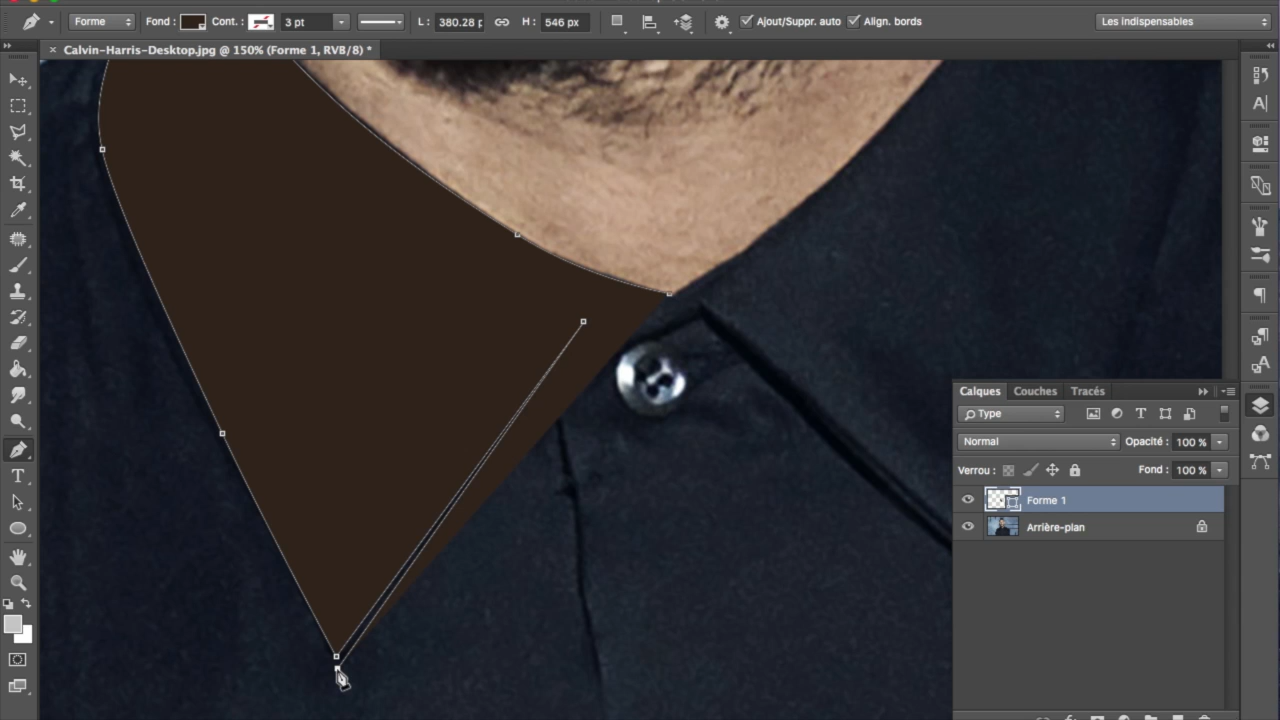 Forme Fond : Cont. : 3 pt L : 380.28 p H : 546 px Ajout/Suppr. auto Align. bords Les indispensables
× Calvin-Harris-Desktop.jpg @ 150% (Forme 1, RVB/8) *
Calques Couches Tracés
Type
Normal Opacité : 100 %
Verrou : Fond : 100 %
Forme 1
Arrière-plan